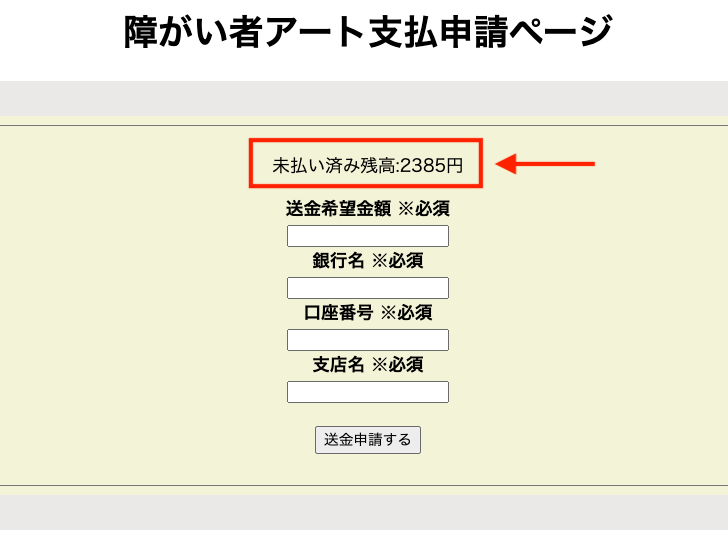 障がい者アート支払申請ページ
未払い済み残高:2385円
送金希望金額 ※必須
銀行名 ※必須
口座番号 ※必須
支店名 ※必須
送金申請する